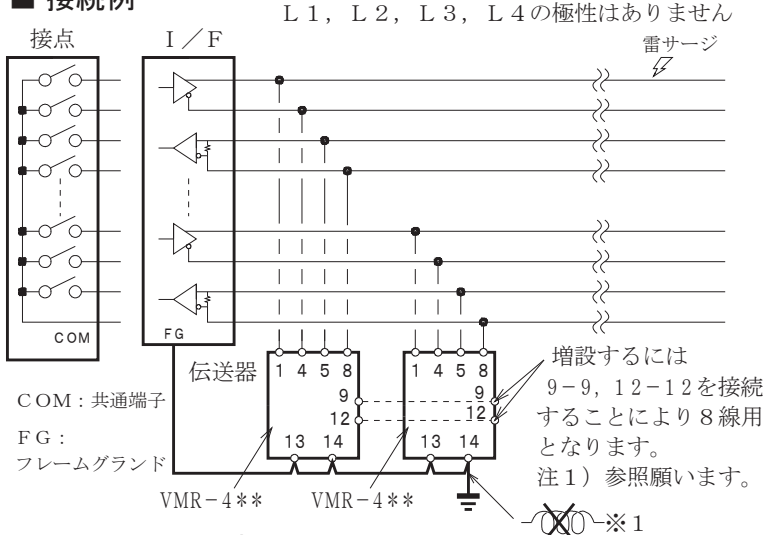 ■ 接続例
L1，L2，L3，L4の極性はありません
接点
I／F
雷サージ
COM
FG
伝送器
1 4 5 8
9
12
13 14
1 4 5 8
9
12
13 14
増設するには
9−9，12−12を接続
することにより8線用
となります。
注1）参照願います。
COM：共通端子
FG：
フレームグランド
VMR−4** VMR−4**
※1